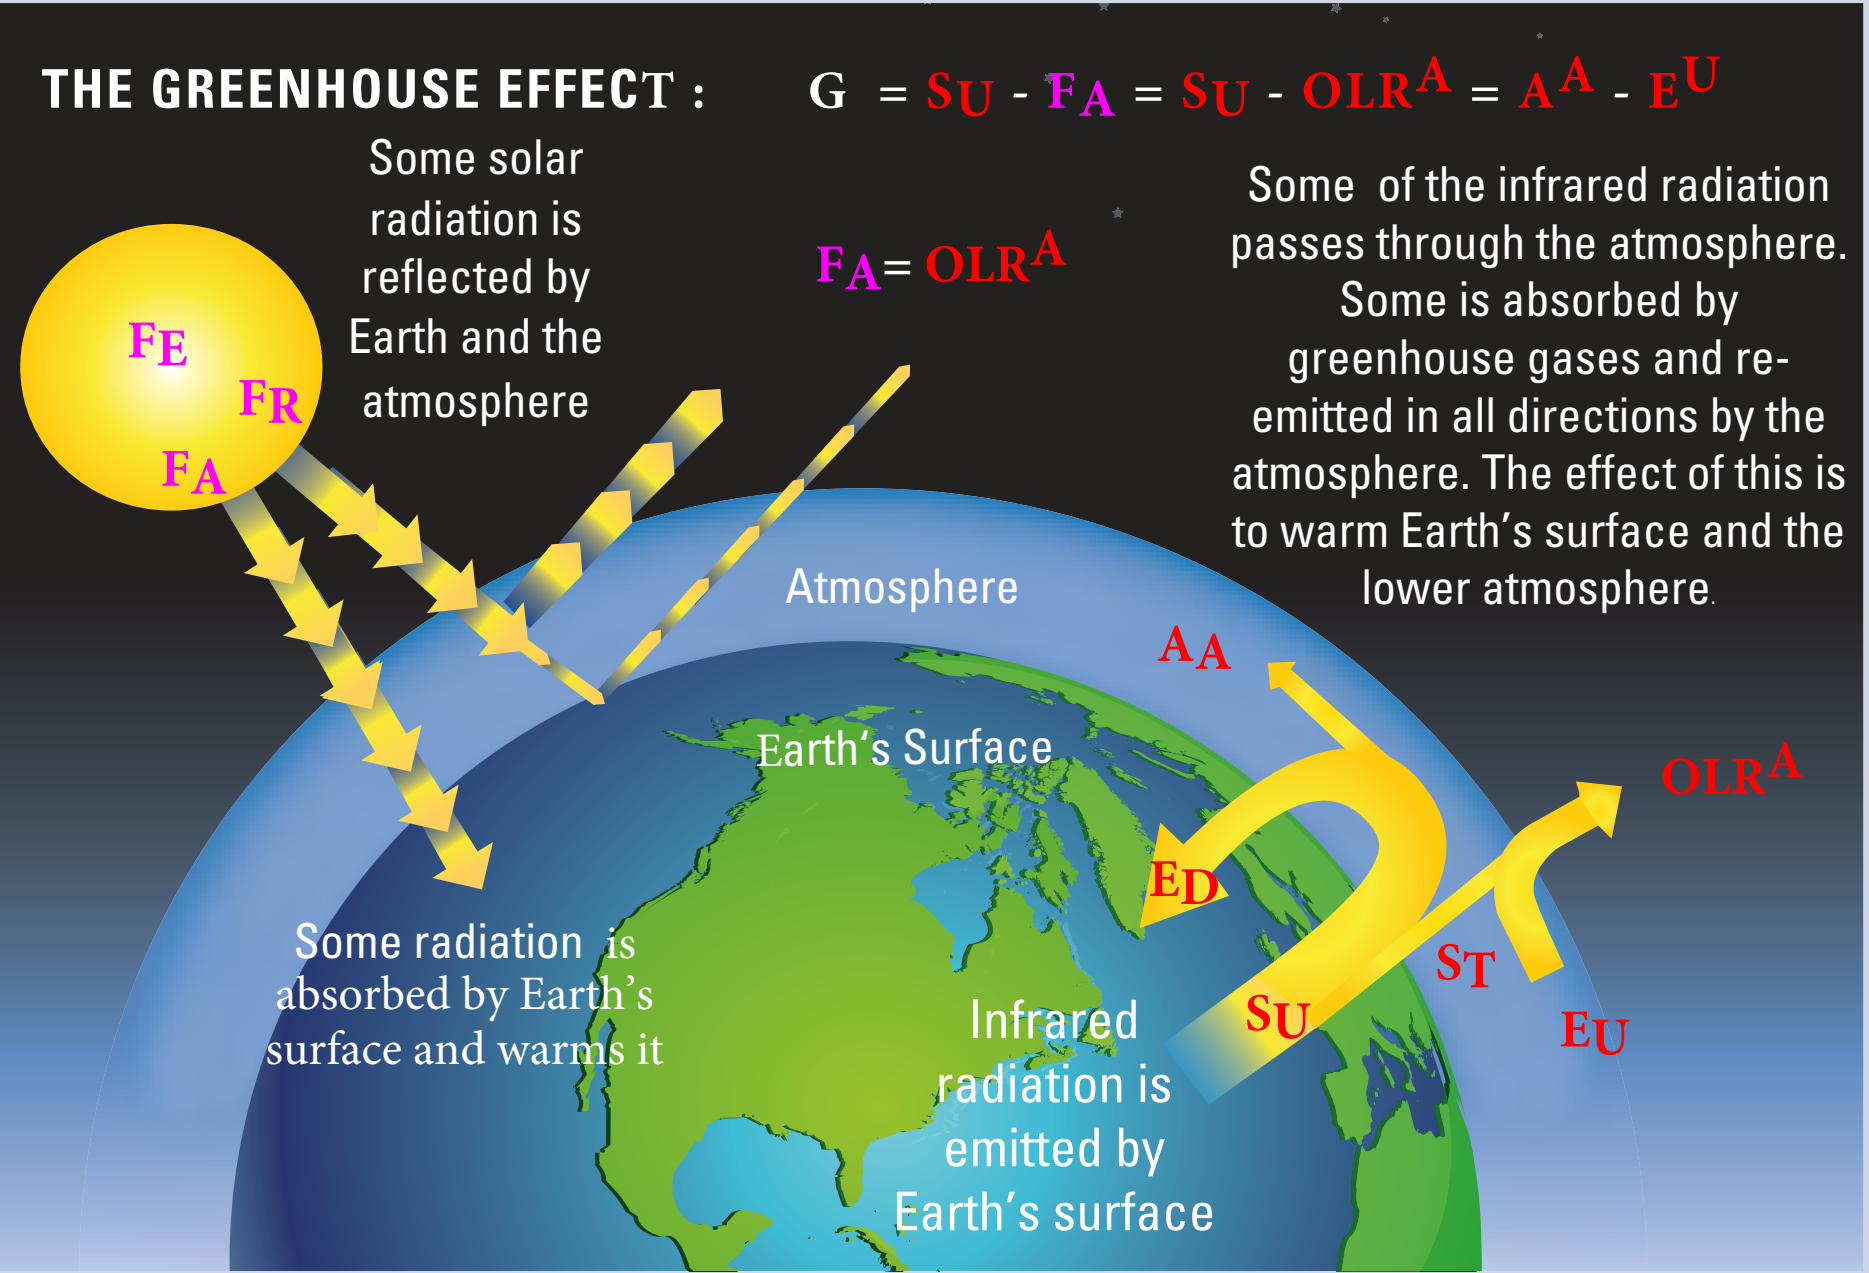 THE GREENHOUSE EFFECT : G = SU - FA = SU - OLRA = AA - EU
Some solar
radiation is
reflected by
Earth and the
atmosphere
FA= OLRA
Some of the infrared radiation
passes through the atmosphere.
Some is absorbed by
greenhouse gases and re-
emitted in all directions by the
atmosphere. The effect of this is
to warm Earth's surface and the
lower atmosphere.
FE
FR
FA
Atmosphere
AA
Earth's Surface
OLRA
ED
Some radiation is
absorbed by Earth's
surface and warms it
ST
SU
EU
Infrared
radiation is
emitted by
Earth's surface